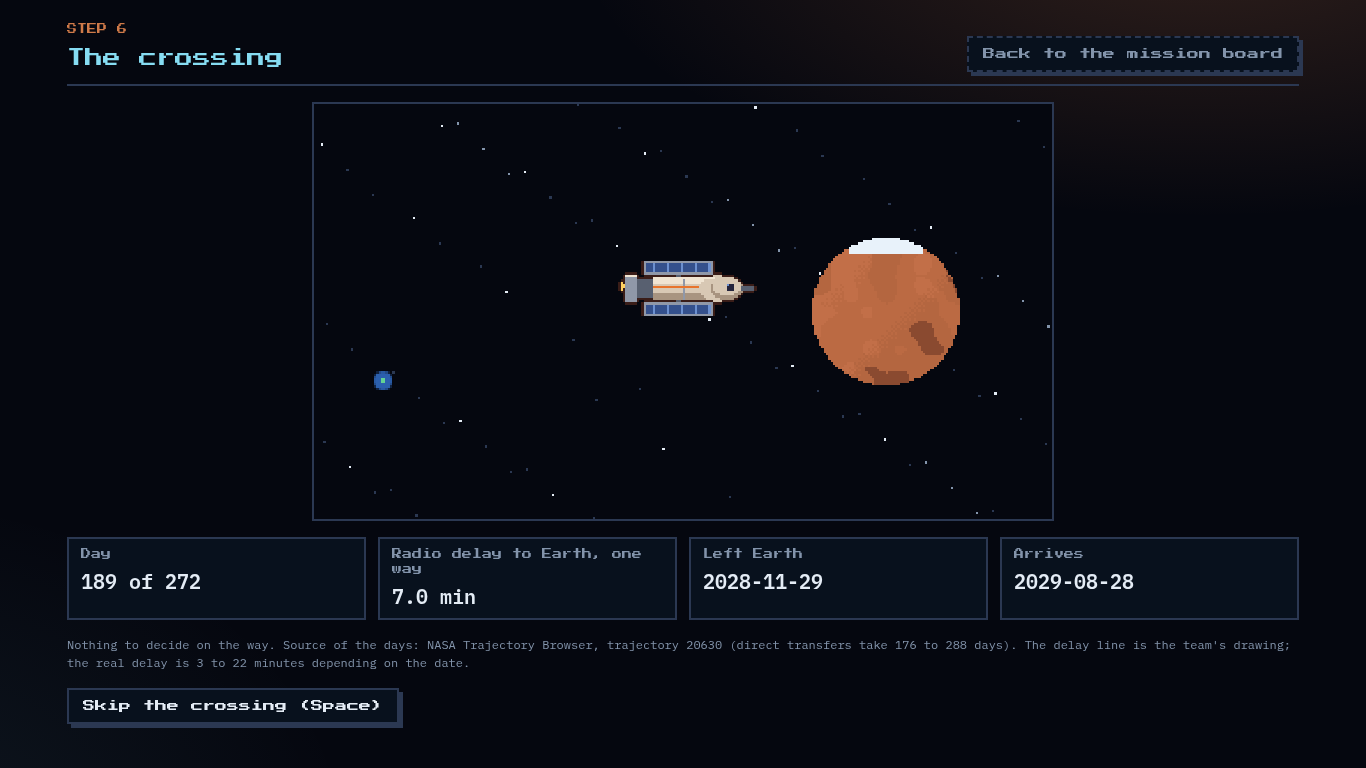 STEP 6
The crossing
Back to the mission board
Day
189 of 272
Radio delay to Earth, one
way
7.0 min
Left Earth
2028-11-29
Arrives
2029-08-28
Nothing to decide on the way. Source of the days: NASA Trajectory Browser, trajectory 20630 (direct transfers take 176 to 288 days). The delay line is the team's drawing;
the real delay is 3 to 22 minutes depending on the date.
Skip the crossing (Space)